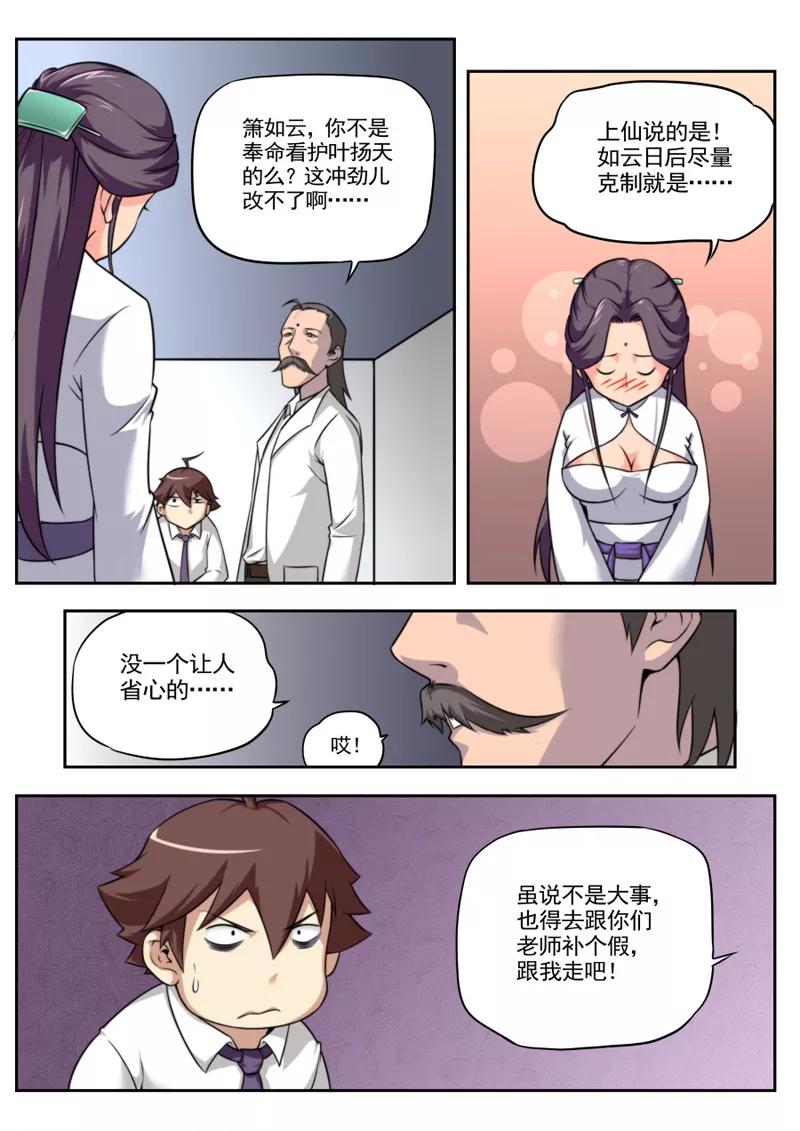 箫如云，你不是
奉命看护叶扬天
的么？这冲劲儿
改不了啊……
上仙说的是！
如云日后尽量
克制就是……
没一个让人
省心的……
哎！
虽说不是大事，
也得去跟你们
老师补个假，
跟我走吧！